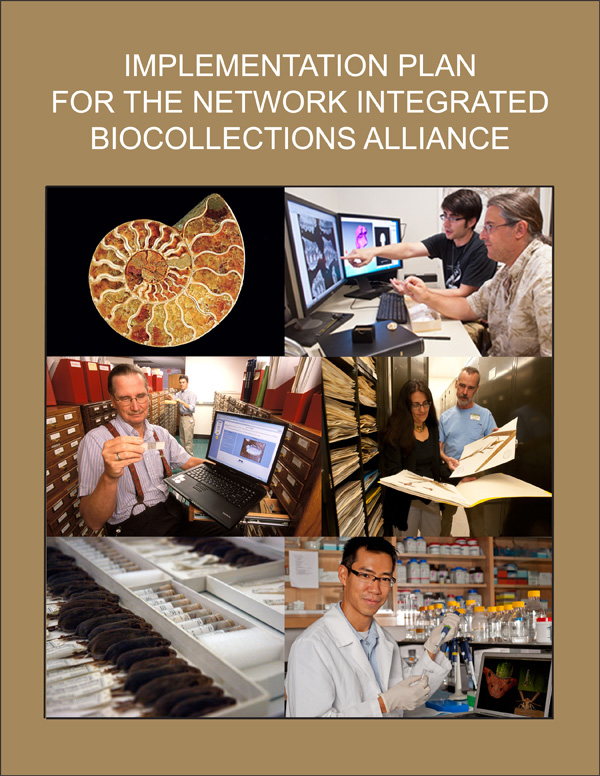 IMPLEMENTATION PLAN
FOR THE NETWORK INTEGRATED
BIOCOLLECTIONS ALLIANCE